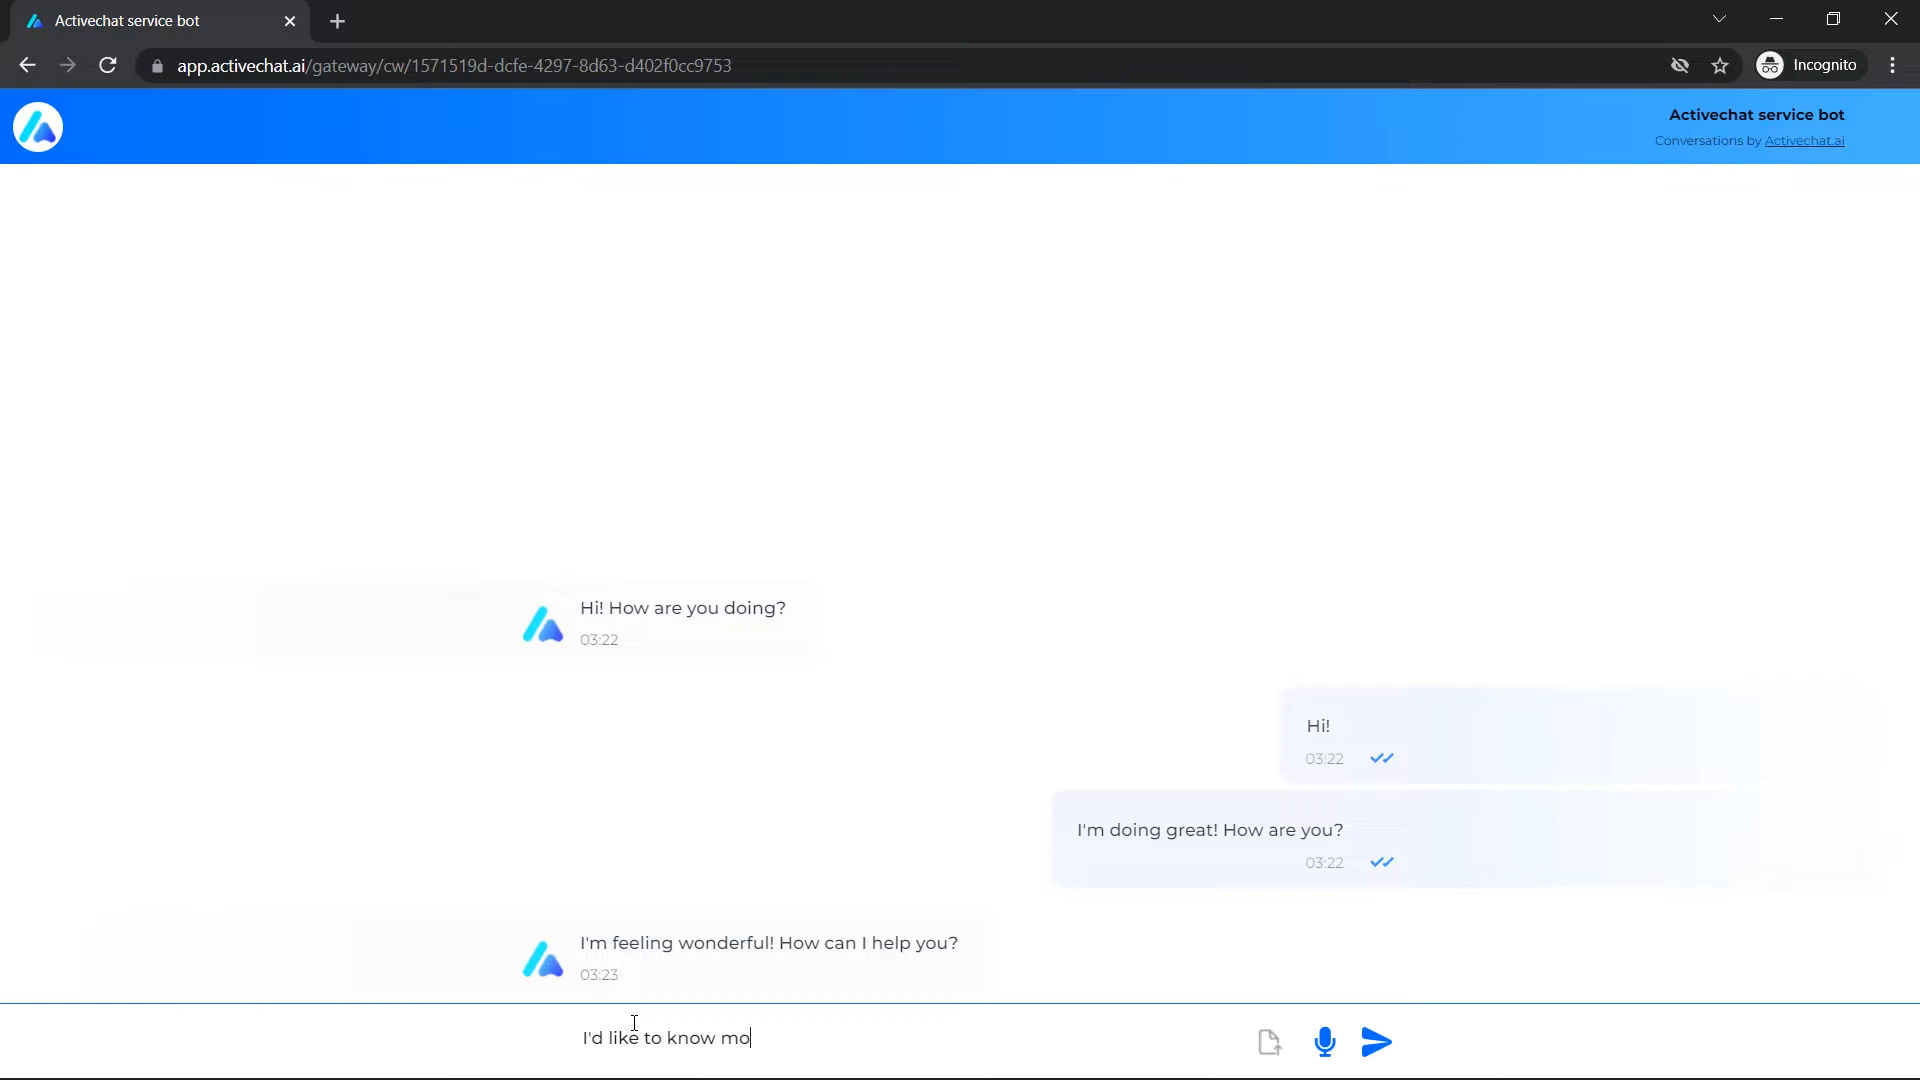 Activechat service bot
app.activechat.ai/gateway/cw/1571519d-dcfe-4297-8d63-d402f0cc9753
Incognito
Activechat service bot
Conversations by Activechat.ai
Hi! How are you doing?
03:22
Hi!
03:22
I'm doing great! How are you?
03:22
I'm feeling wonderful! How can I help you?
03:23
I'd like to know mo